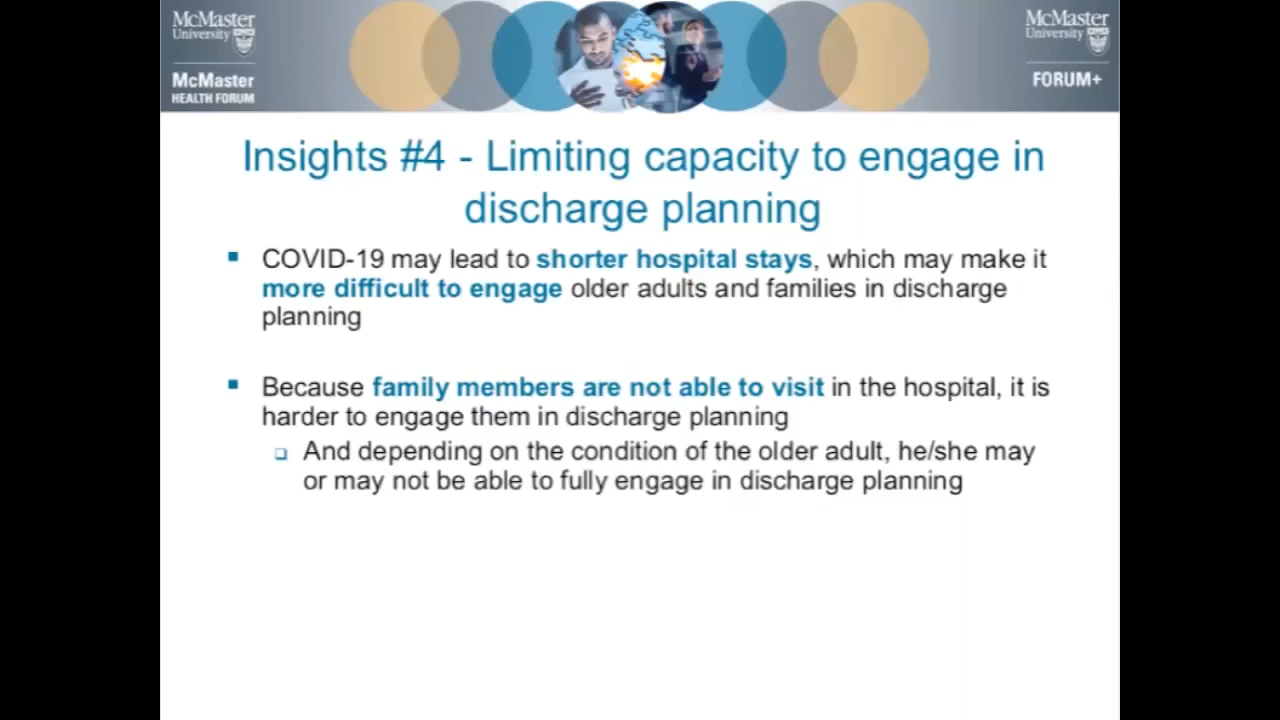 McMaster
University
McMaster
HEALTH FORUM
McMaster
University
FORUM+
Insights #4 - Limiting capacity to engage in
discharge planning
COVID-19 may lead to shorter hospital stays, which may make it
more difficult to engage older adults and families in discharge
planning
Because family members are not able to visit in the hospital, it is
harder to engage them in discharge planning
And depending on the condition of the older adult, he/she may
or may not be able to fully engage in discharge planning